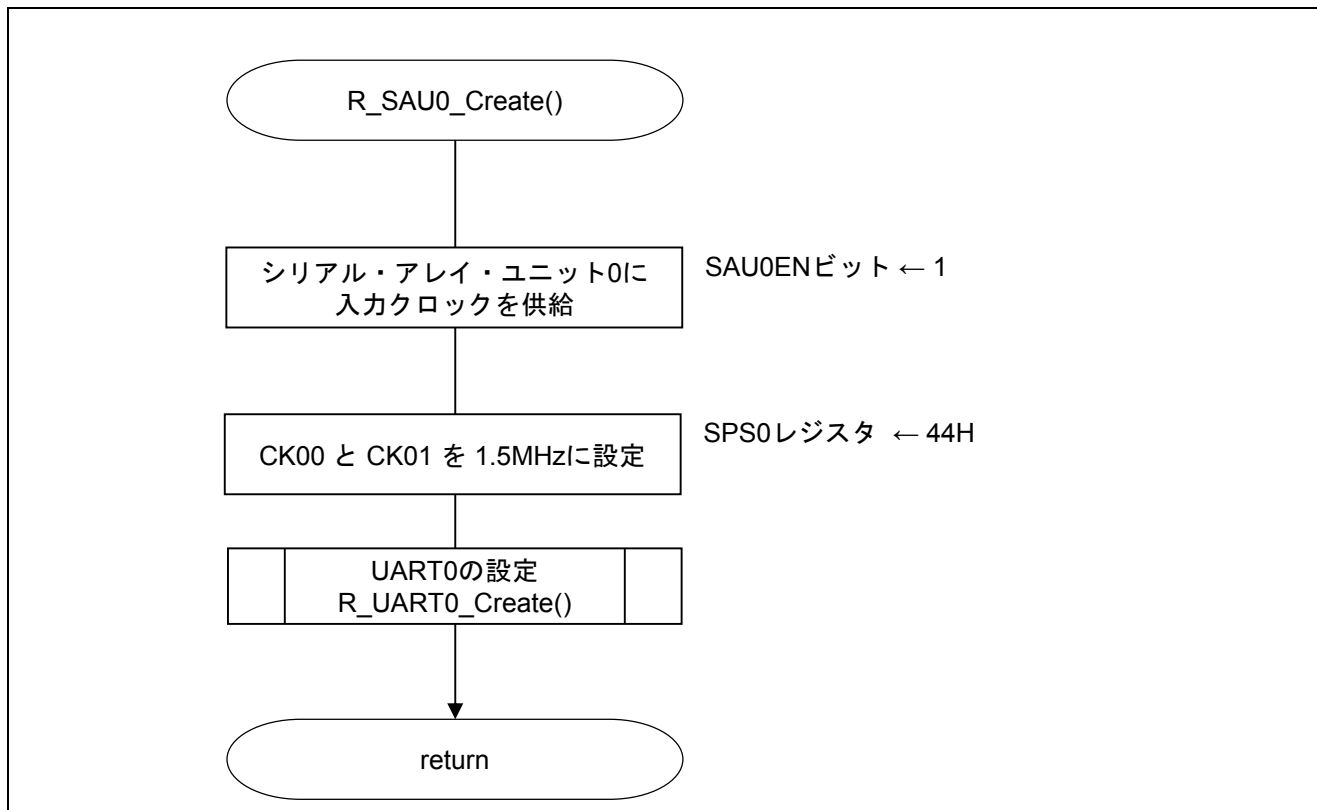 R_SAU0_Create()
シリアル・アレイ・ユニット0に
入力クロックを供給
SAU0ENビット ← 1
CK00 と CK01 を 1.5MHzに設定
SPS0レジスタ ← 44H
UART0の設定
R_UART0_Create()
return